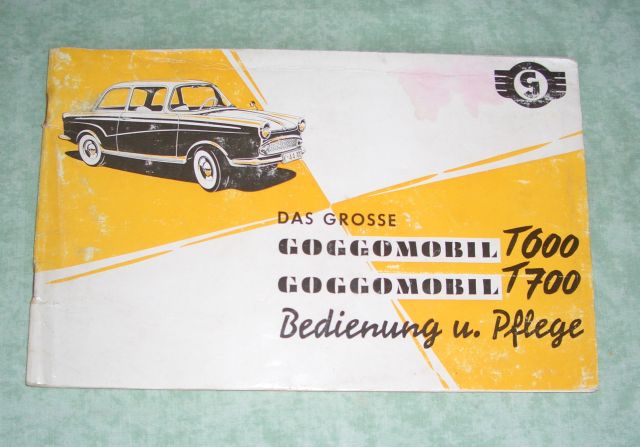 G
DAS GROSSE
GOGGOMOBIL T600
GOGGOMOBIL T700
Bedienung u. Pflege